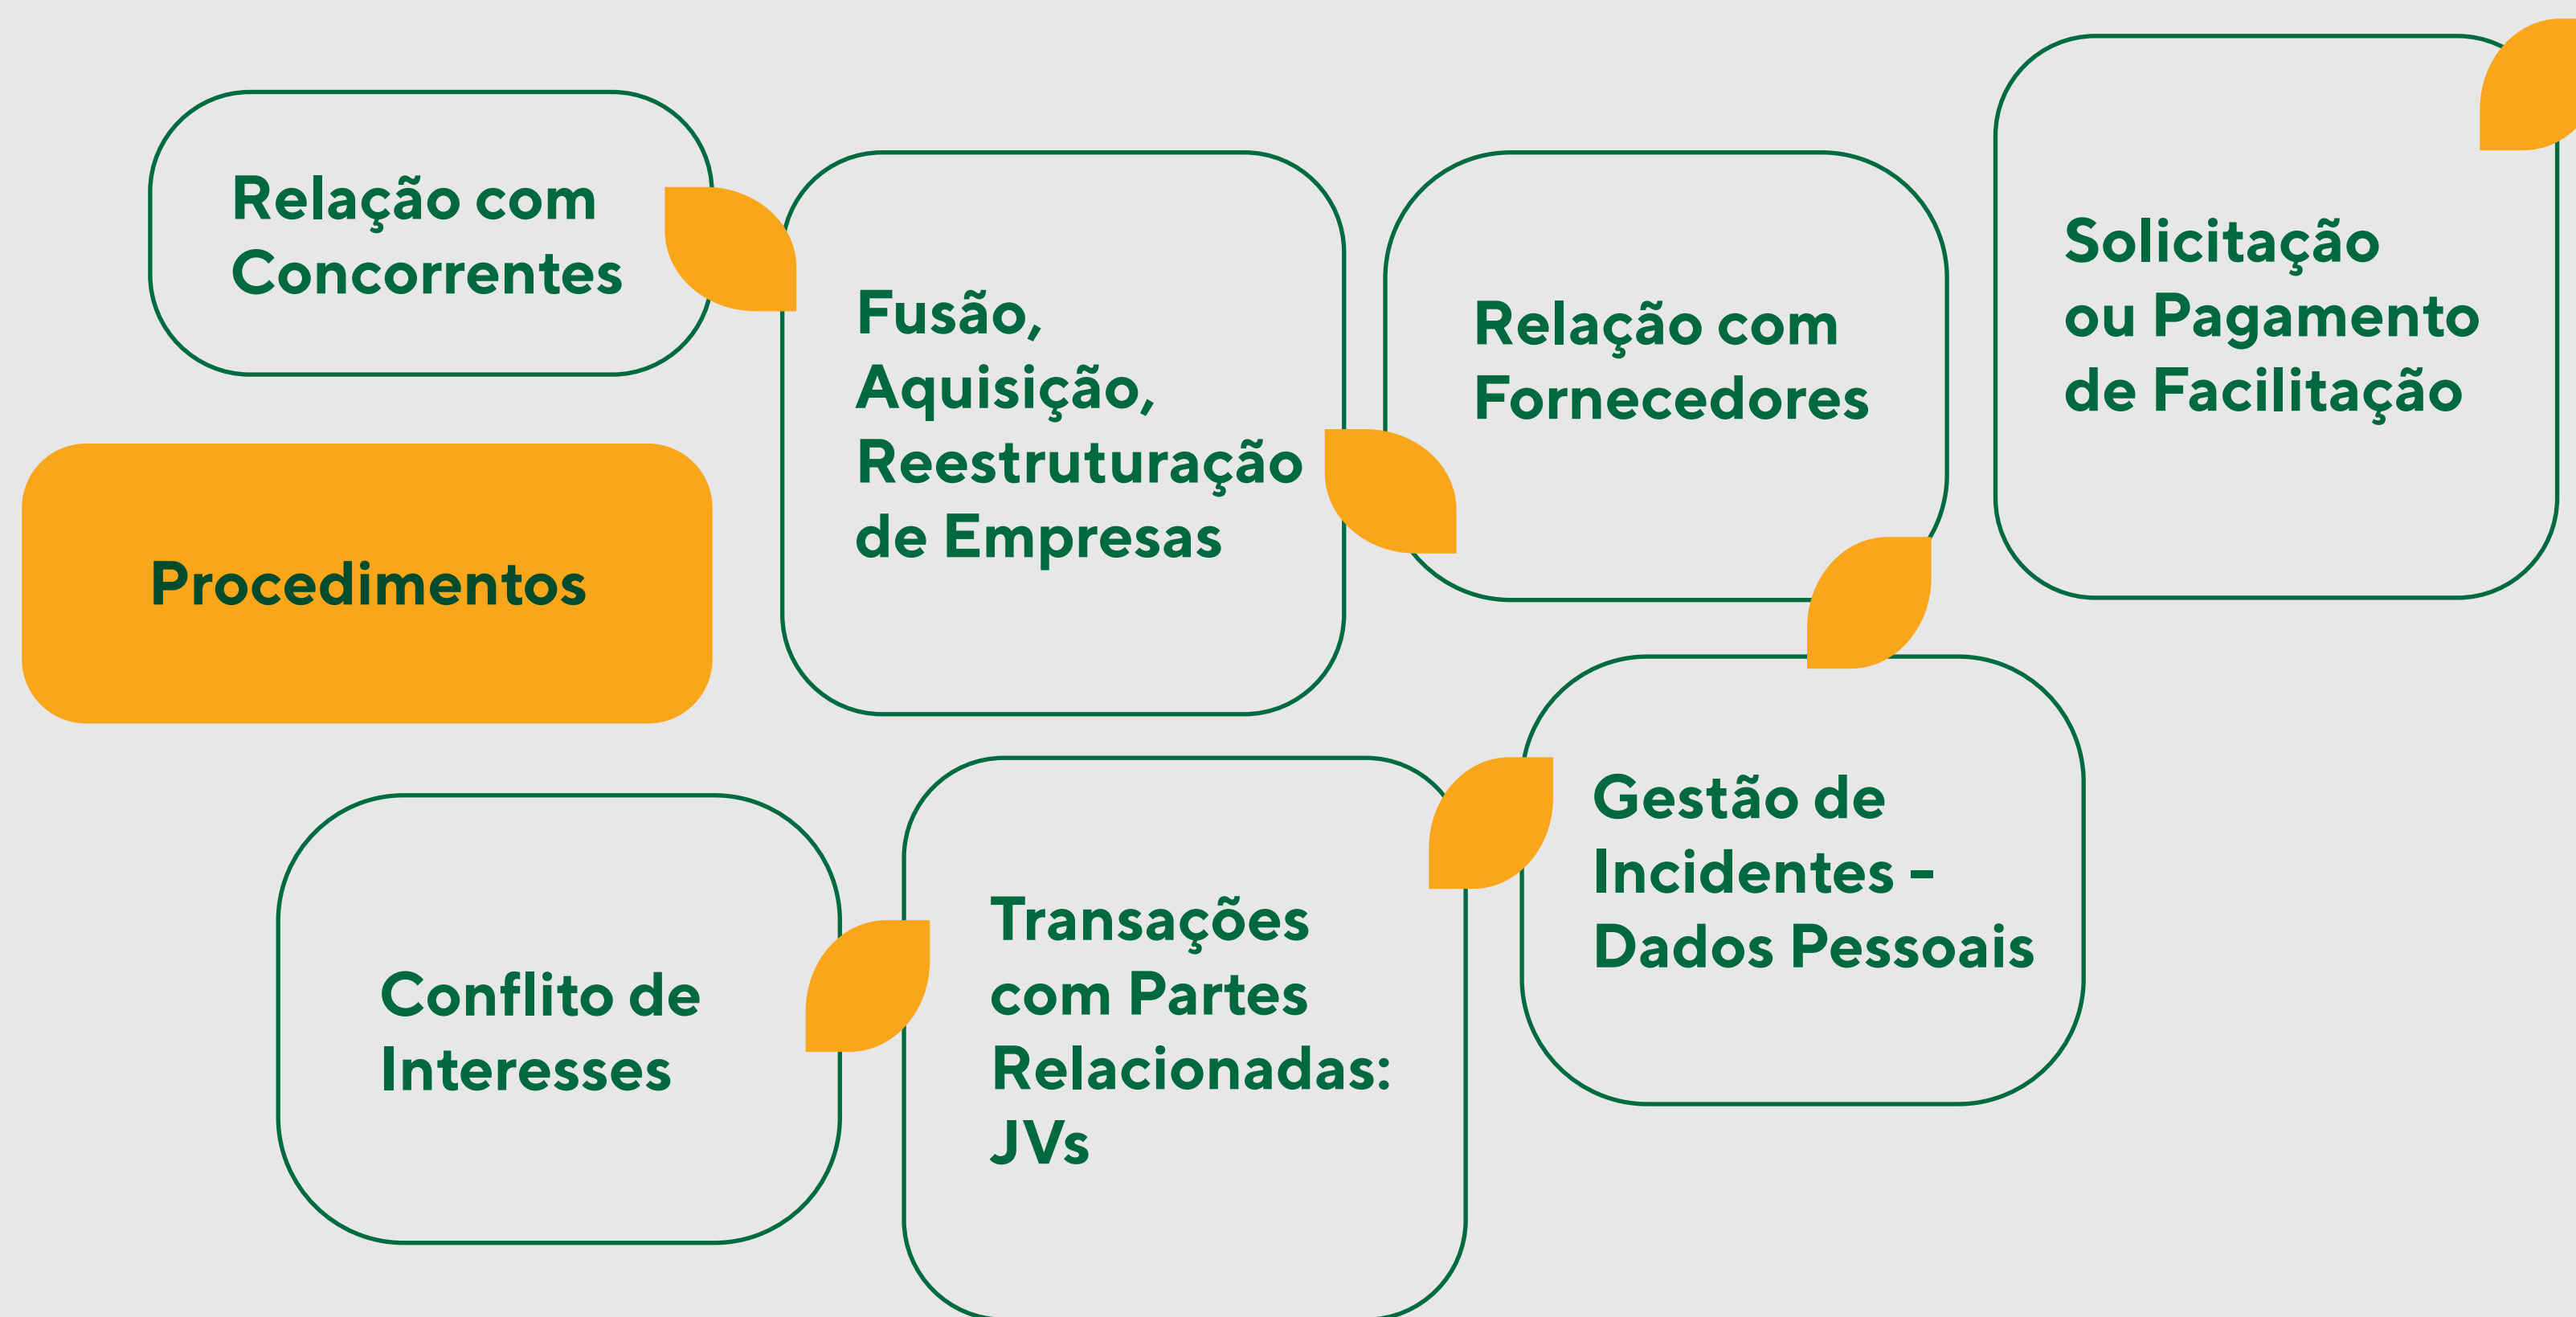 Relação com
Concorrentes
Fusão,
Aquisição,
Reestruturação
de Empresas
Relação com
Fornecedores
Solicitação
ou Pagamento
de Facilitação
Procedimentos
Conflito de
Interesses
Transações
com Partes
Relacionadas:
JVs
Gestão de
Incidentes -
Dados Pessoais